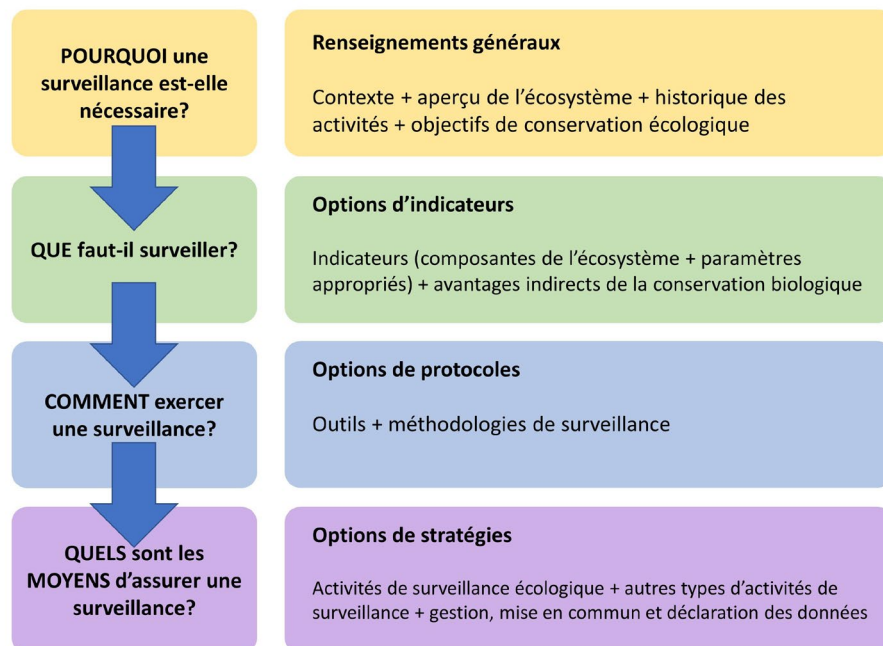 POURQUOI une
surveillance est-elle
nécessaire?
Renseignements généraux
Contexte + aperçu de l’écosystème + historique des
activités + objectifs de conservation écologique
QUE faut-il surveiller?
Options d’indicateurs
Indicateurs (composantes de l’écosystème + paramètres
appropriés) + avantages indirects de la conservation biologique
COMMENT exercer
une surveillance?
Options de protocoles
Outils + méthodologies de surveillance
QUELS sont les
MOYENS d’assurer une
surveillance?
Options de stratégies
Activités de surveillance écologique + autres types d’activités de
surveillance + gestion, mise en commun et déclaration des données